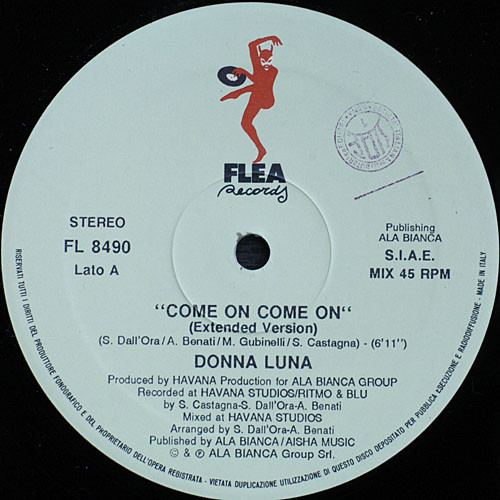 FLEA
Records
STEREO
FL 8490
Lato A
Publishing
ALA BIANCA
S.I.A.E.
MIX 45 RPM
"COME ON COME ON"
(Extended Version)
(S. Dall'Ora/A. Benati/M. Gubinelli/S. Castagna) - (6'11'')
DONNA LUNA
Produced by HAVANA Production for ALA BIANCA GROUP
Recorded at HAVANA STUDIOS/RITMO & BLU
by S. Castagna-S. Dall'Ora-A. Benati
Mixed at HAVANA STUDIOS
Arranged by S. Dall'Ora-A. Benati
Published by ALA BIANCA/AISHA MUSIC
© & ℗ ALA BIANCA Group Srl.
RISERVATI TUTTI I DIRITTI DEL PRODUTTORE FONOGRAFICO E DEL PROPRIETARIO DELL'OPERA REGISTRATA - VIETATA DUPLICAZIONE UTILIZZAZIONE DI QUESTO DISCO DEPOSITATO PER PUBBLICA ESECUZIONE E RADIODIFFUSIONE - MADE IN ITALY